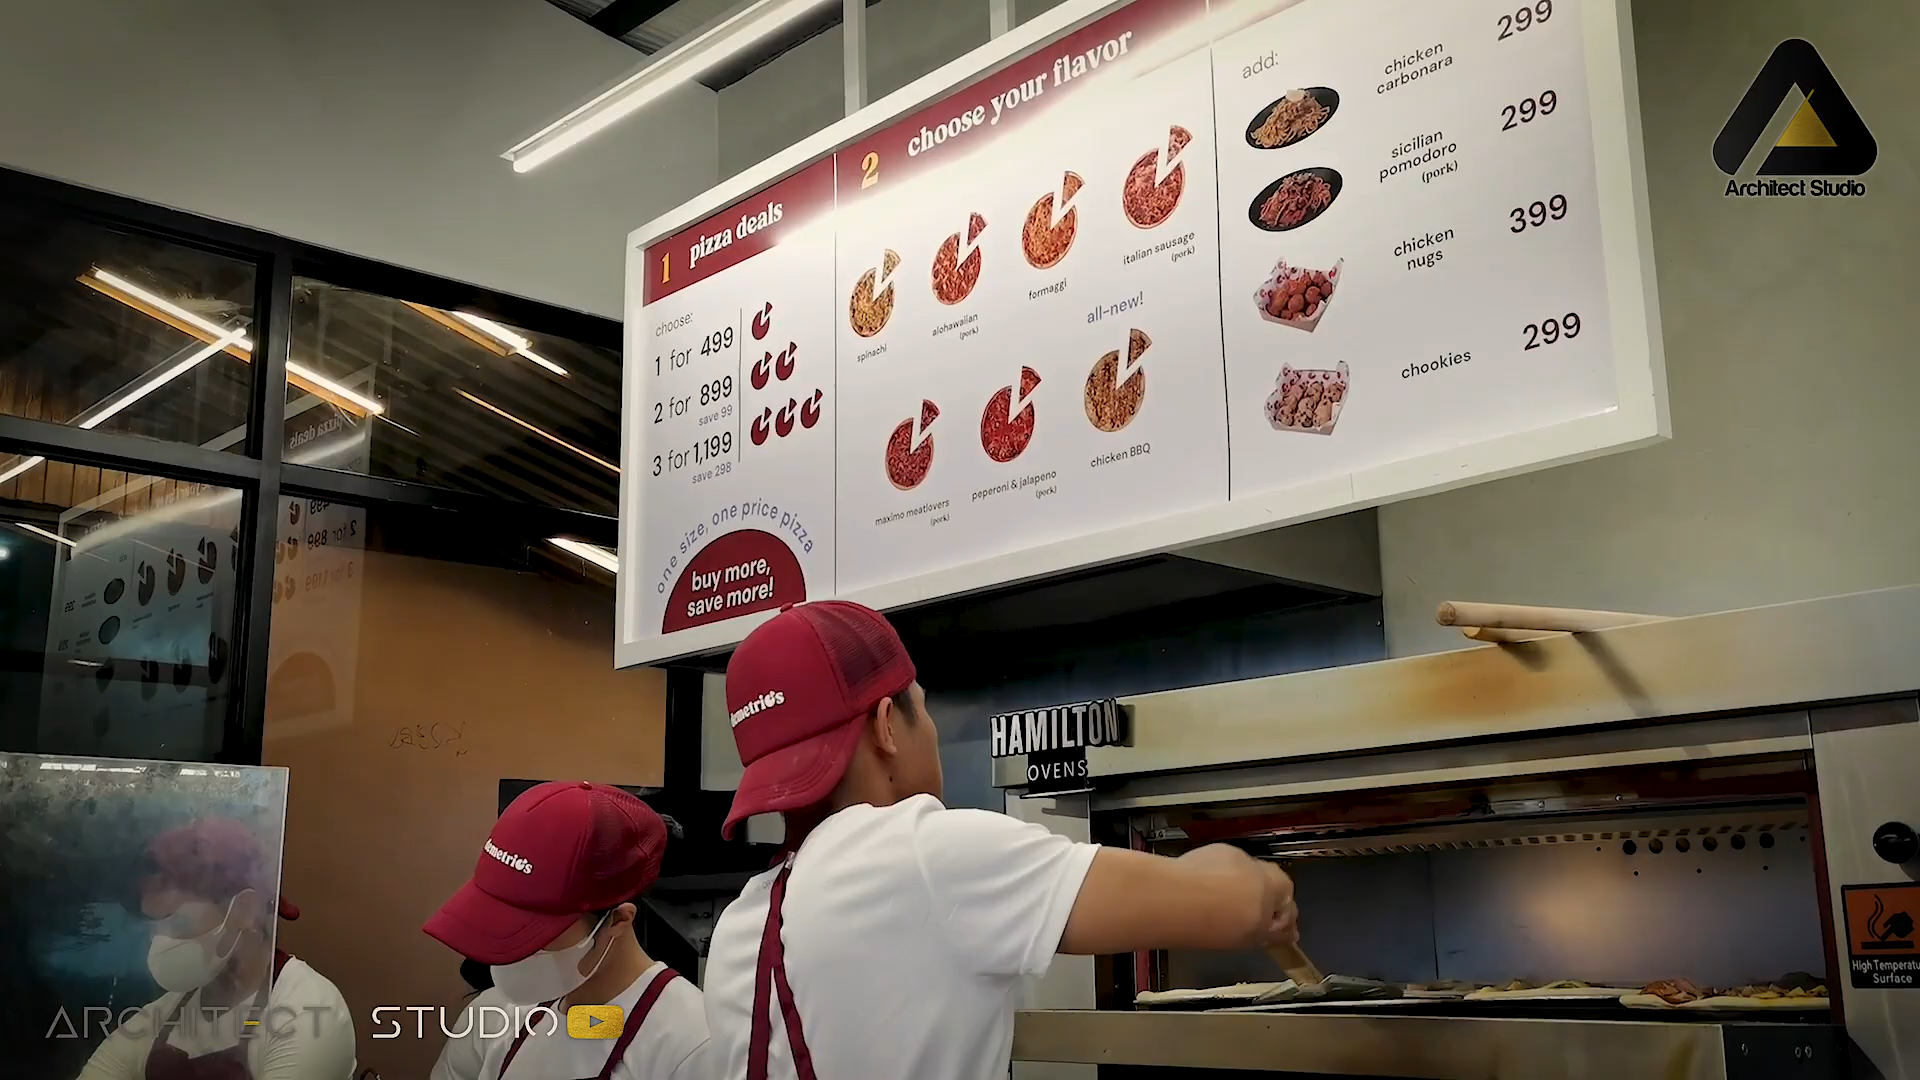 1 pizza deals
choose:
1 for 499
2 for 899
save 99
3 for 1,199
save 298
one size, one price pizza
buy more,
save more!
2 choose your flavor
spinachi
alohawaiian
(pork)
formaggi
italian sausage
(pork)
all-new!
maximo meatlovers
(pork)
peperoni & jalapeno
(pork)
chicken BBQ
add:
chicken
carbonara
299
sicilian
pomodoro
(pork)
299
chicken
nugs
399
chookies
299
Architect Studio
demetrio's
demetrio's
HAMILTON
OVENS
High Temperatu
Surface
ARCHITECT STUDIO